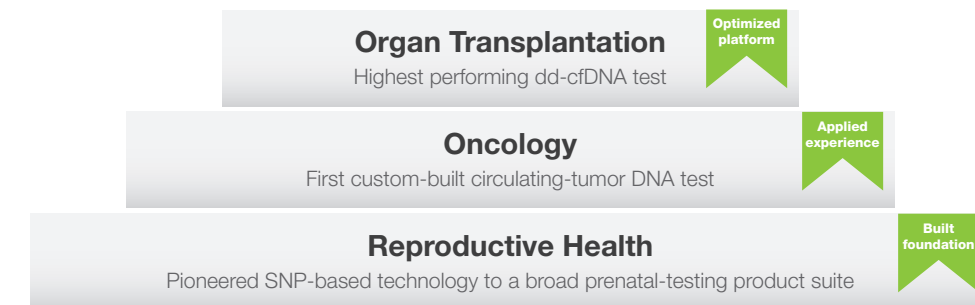 Organ Transplantation
Highest performing dd-cfDNA test
Optimized
platform
Oncology
First custom-built circulating-tumor DNA test
Applied
experience
Reproductive Health
Pioneered SNP-based technology to a broad prenatal-testing product suite
Built
foundation